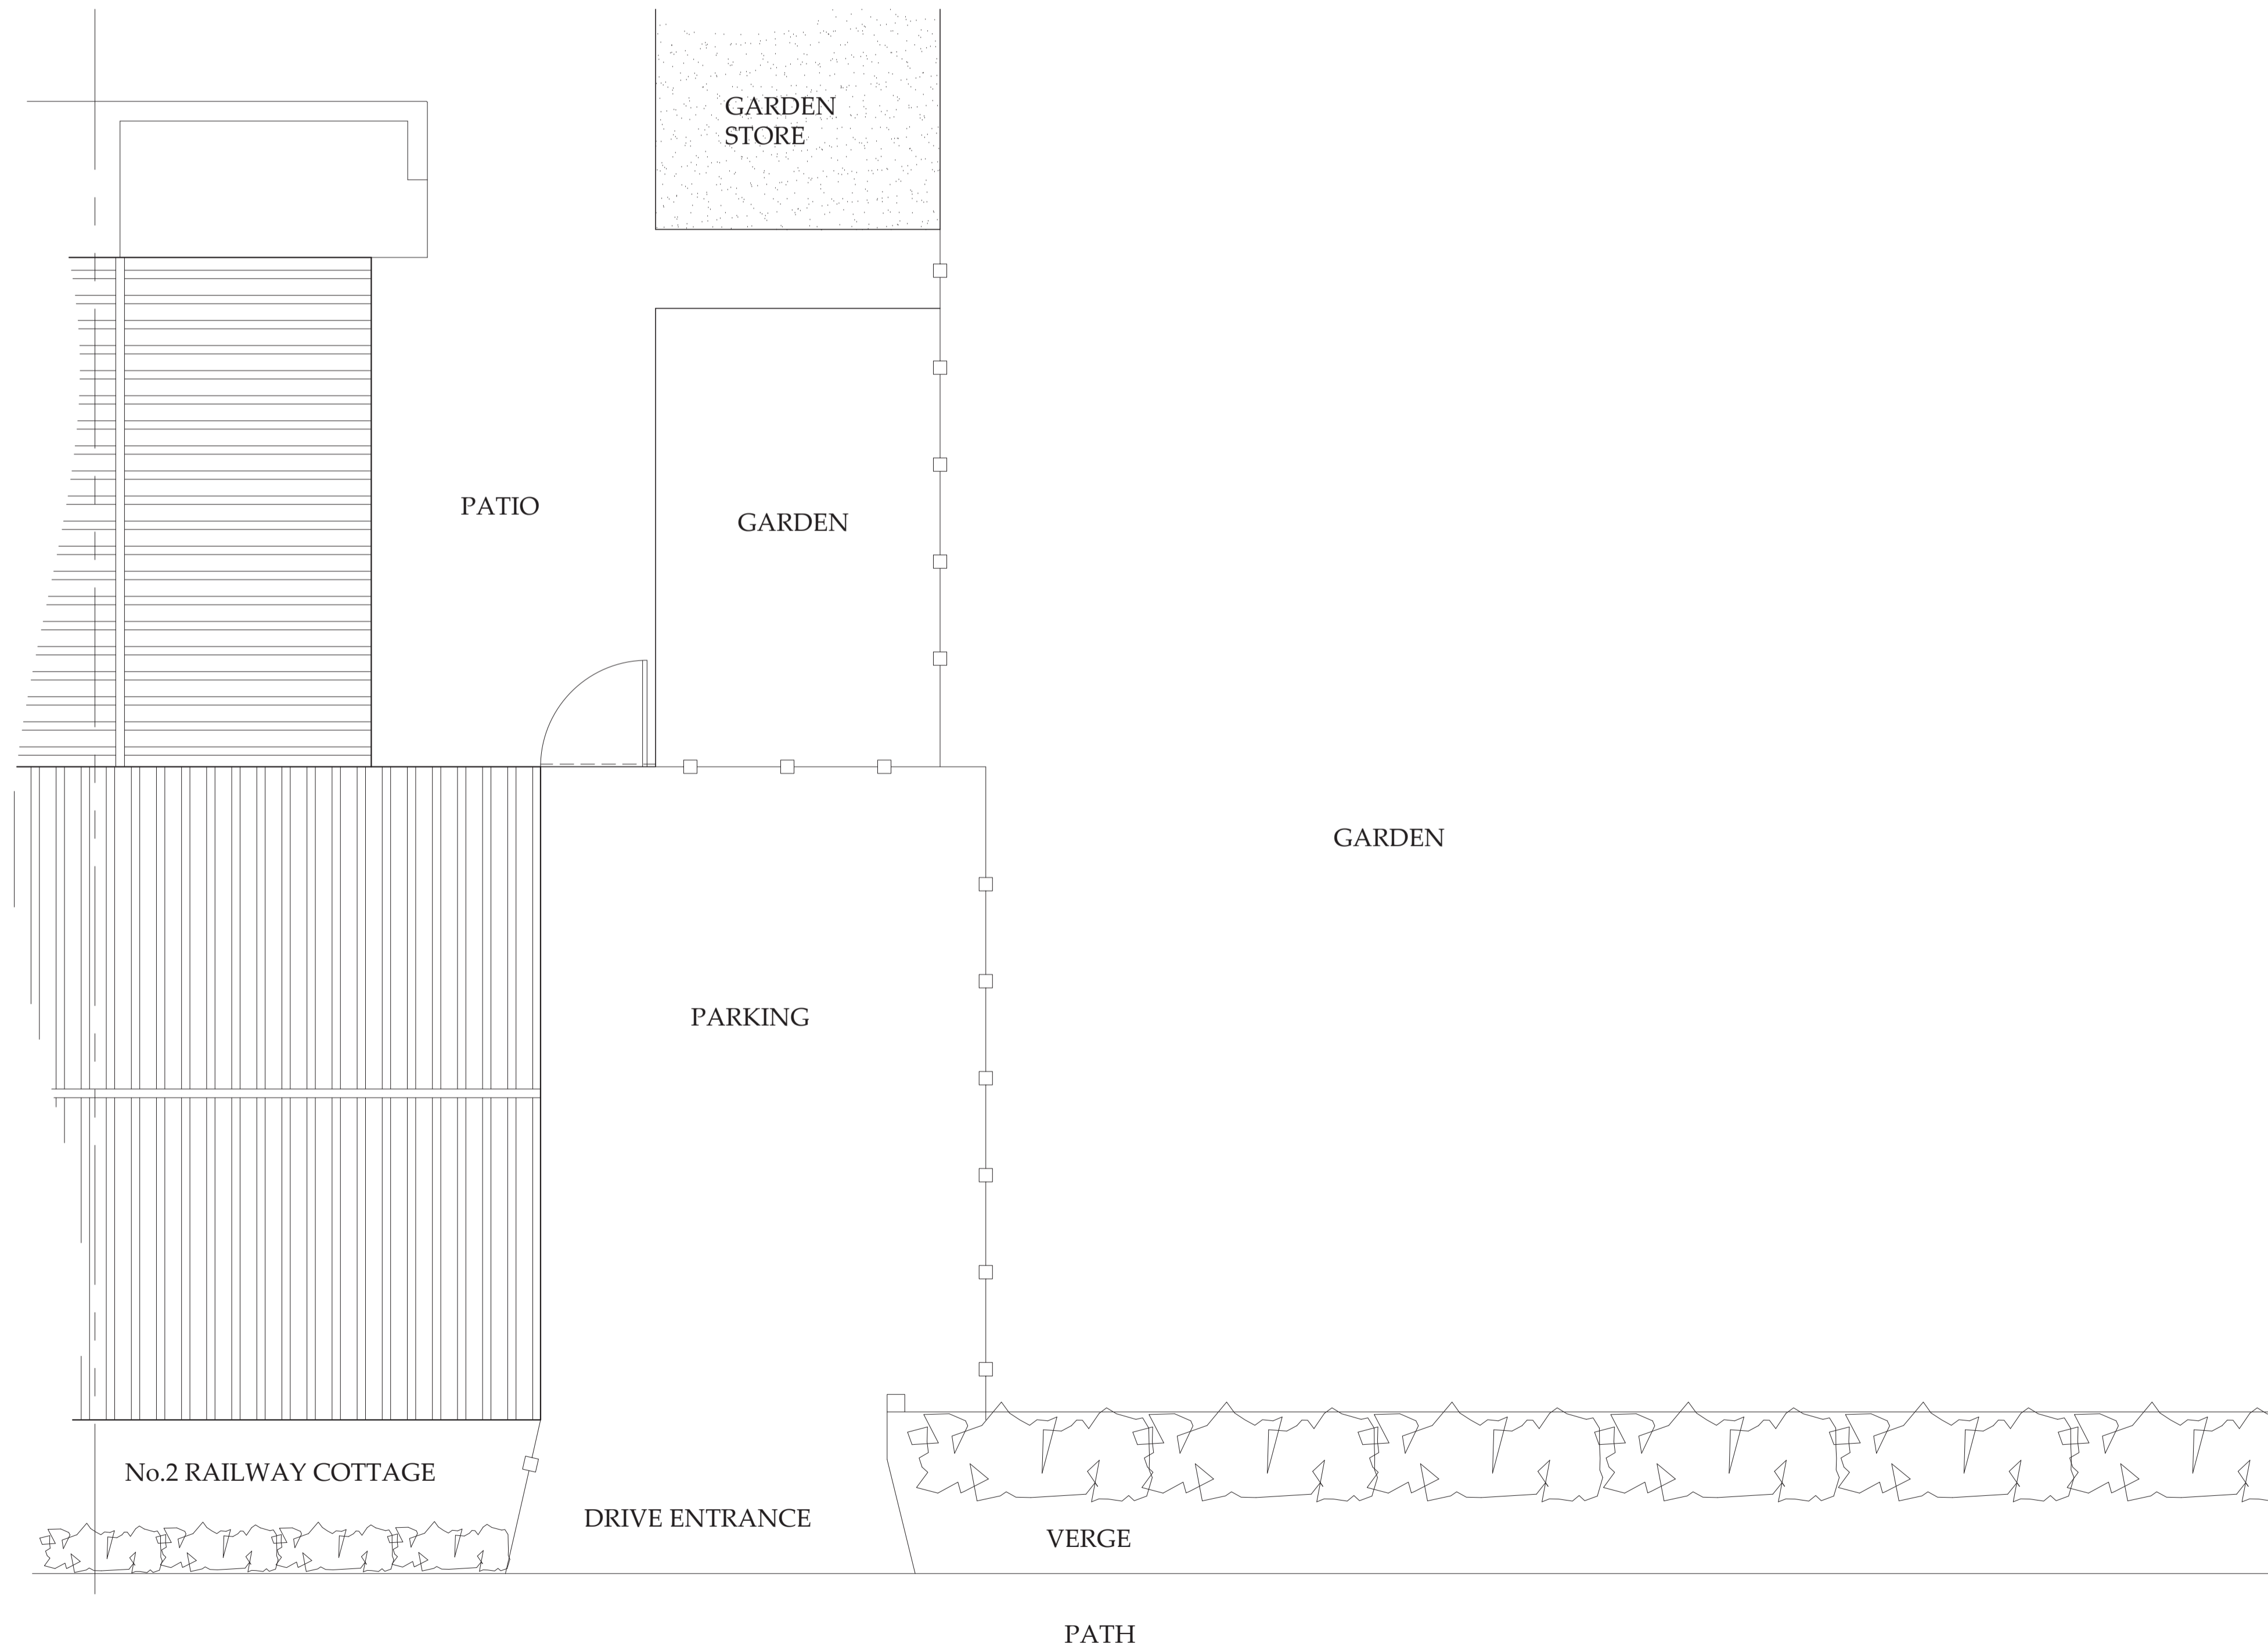 GARDEN
STORE
PATIO
GARDEN
GARDEN
PARKING
No.2 RAILWAY COTTAGE
DRIVE ENTRANCE
VERGE
PATH